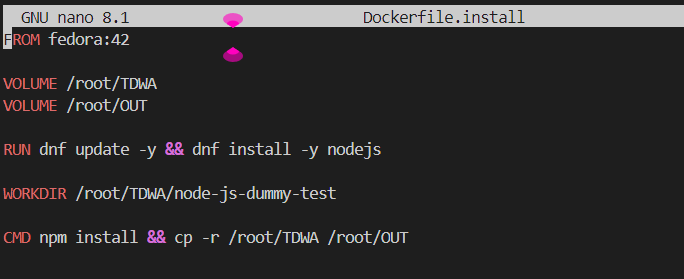 GNU nano 8.1 Dockerfile.install
FROM fedora:42
VOLUME /root/TDWA
VOLUME /root/OUT
RUN dnf update -y && dnf install -y nodejs
WORKDIR /root/TDWA/node-js-dummy-test
CMD npm install && cp -r /root/TDWA /root/OUT